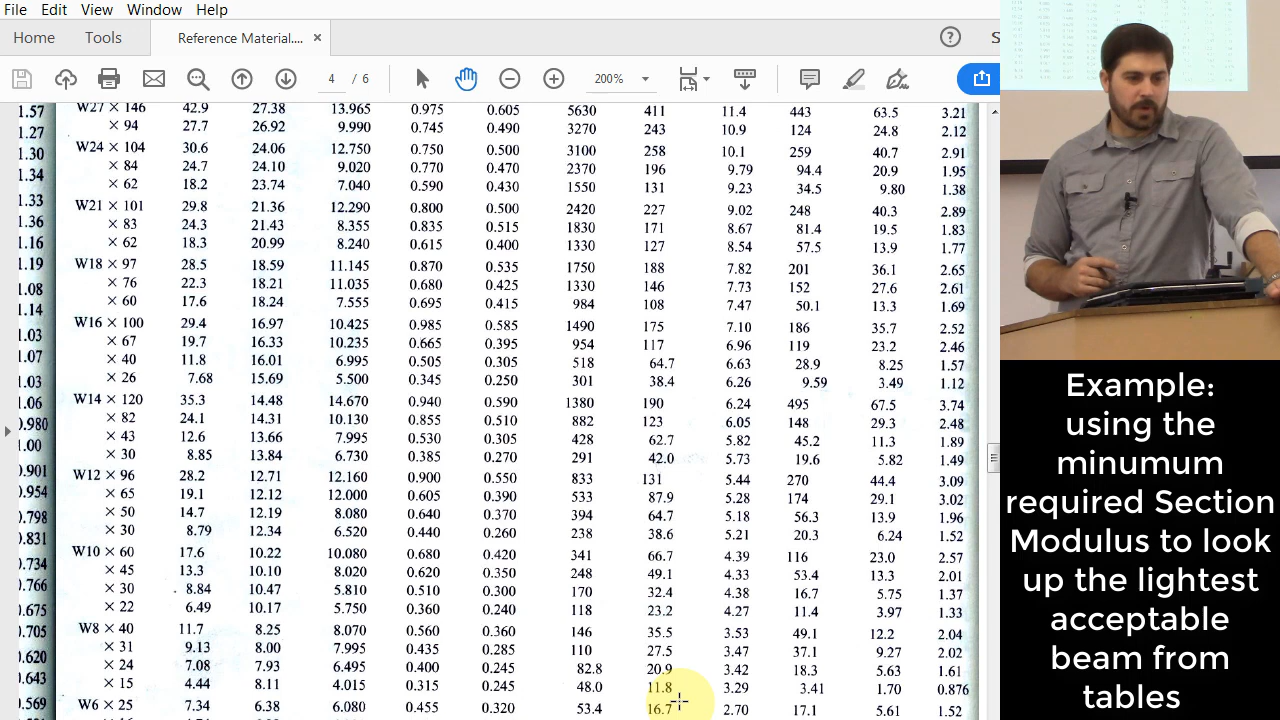 File Edit View Window Help
Home Tools Reference Material.... × ? S
4 / 6 200%
1.57 W27 × 146 42.9 27.38 13.965 0.975 0.605 5630 411 11.4 443 63.5 3.21
1.27 × 94 27.7 26.92 9.990 0.745 0.490 3270 243 10.9 124 24.8 2.12
1.30 W24 × 104 30.6 24.06 12.750 0.750 0.500 3100 258 10.1 259 40.7 2.91
1.34 × 84 24.7 24.10 9.020 0.770 0.470 2370 196 9.79 94.4 20.9 1.95
× 62 18.2 23.74 7.040 0.590 0.430 1550 131 9.23 34.5 9.80 1.38
1.33 W21 × 101 29.8 21.36 12.290 0.800 0.500 2420 227 9.02 248 40.3 2.89
1.36 × 83 24.3 21.43 8.355 0.835 0.515 1830 171 8.67 81.4 19.5 1.83
1.16 × 62 18.3 20.99 8.240 0.615 0.400 1330 127 8.54 57.5 13.9 1.77
1.19 W18 × 97 28.5 18.59 11.145 0.870 0.535 1750 188 7.82 201 36.1 2.65
1.08 × 76 22.3 18.21 11.035 0.680 0.425 1330 146 7.73 152 27.6 2.61
1.14 × 60 17.6 18.24 7.555 0.695 0.415 984 108 7.47 50.1 13.3 1.69
1.03 W16 × 100 29.4 16.97 10.425 0.985 0.585 1490 175 7.10 186 35.7 2.52
1.07 × 67 19.7 16.33 10.235 0.665 0.395 954 117 6.96 119 23.2 2.46
× 40 11.8 16.01 6.995 0.505 0.305 518 64.7 6.63 28.9 8.25 1.57
1.03 × 26 7.68 15.69 5.500 0.345 0.250 301 38.4 6.26 9.59 3.49 1.12
1.06 W14 × 120 35.3 14.48 14.670 0.940 0.590 1380 190 6.24 495 67.5 3.74
0.980 × 82 24.1 14.31 10.130 0.855 0.510 882 123 6.05 148 29.3 2.48
1.00 × 43 12.6 13.66 7.995 0.530 0.305 428 62.7 5.82 45.2 11.3 1.89
× 30 8.85 13.84 6.730 0.385 0.270 291 42.0 5.73 19.6 5.82 1.49
0.901 W12 × 96 28.2 12.71 12.160 0.900 0.550 833 131 5.44 270 44.4 3.09
0.954 × 65 19.1 12.12 12.000 0.605 0.390 533 87.9 5.28 174 29.1 3.02
0.798 × 50 14.7 12.19 8.080 0.640 0.370 394 64.7 5.18 56.3 13.9 1.96
0.831 × 30 8.79 12.34 6.520 0.440 0.260 238 38.6 5.21 20.3 6.24 1.52
0.734 W10 × 60 17.6 10.22 10.080 0.680 0.420 341 66.7 4.39 116 23.0 2.57
0.766 × 45 13.3 10.10 8.020 0.620 0.350 248 49.1 4.33 53.4 13.3 2.01
× 30 8.84 10.47 5.810 0.510 0.300 170 32.4 4.38 16.7 5.75 1.37
0.675 × 22 6.49 10.17 5.750 0.360 0.240 118 23.2 4.27 11.4 3.97 1.33
0.705 W8 × 40 11.7 8.25 8.070 0.560 0.360 146 35.5 3.53 49.1 12.2 2.04
0.620 × 31 9.13 8.00 7.995 0.435 0.285 110 27.5 3.47 37.1 9.27 2.02
0.643 × 24 7.08 7.93 6.495 0.400 0.245 82.8 20.9 3.42 18.3 5.63 1.61
× 15 4.44 8.11 4.015 0.315 0.245 48.0 11.8 3.29 3.41 1.70 0.876
0.569 W6 × 25 7.34 6.38 6.080 0.455 0.320 53.4 16.7 2.70 17.1 5.61 1.52
Example:
using the
minumum
required Section
Modulus to look
up the lightest
acceptable
beam from
tables